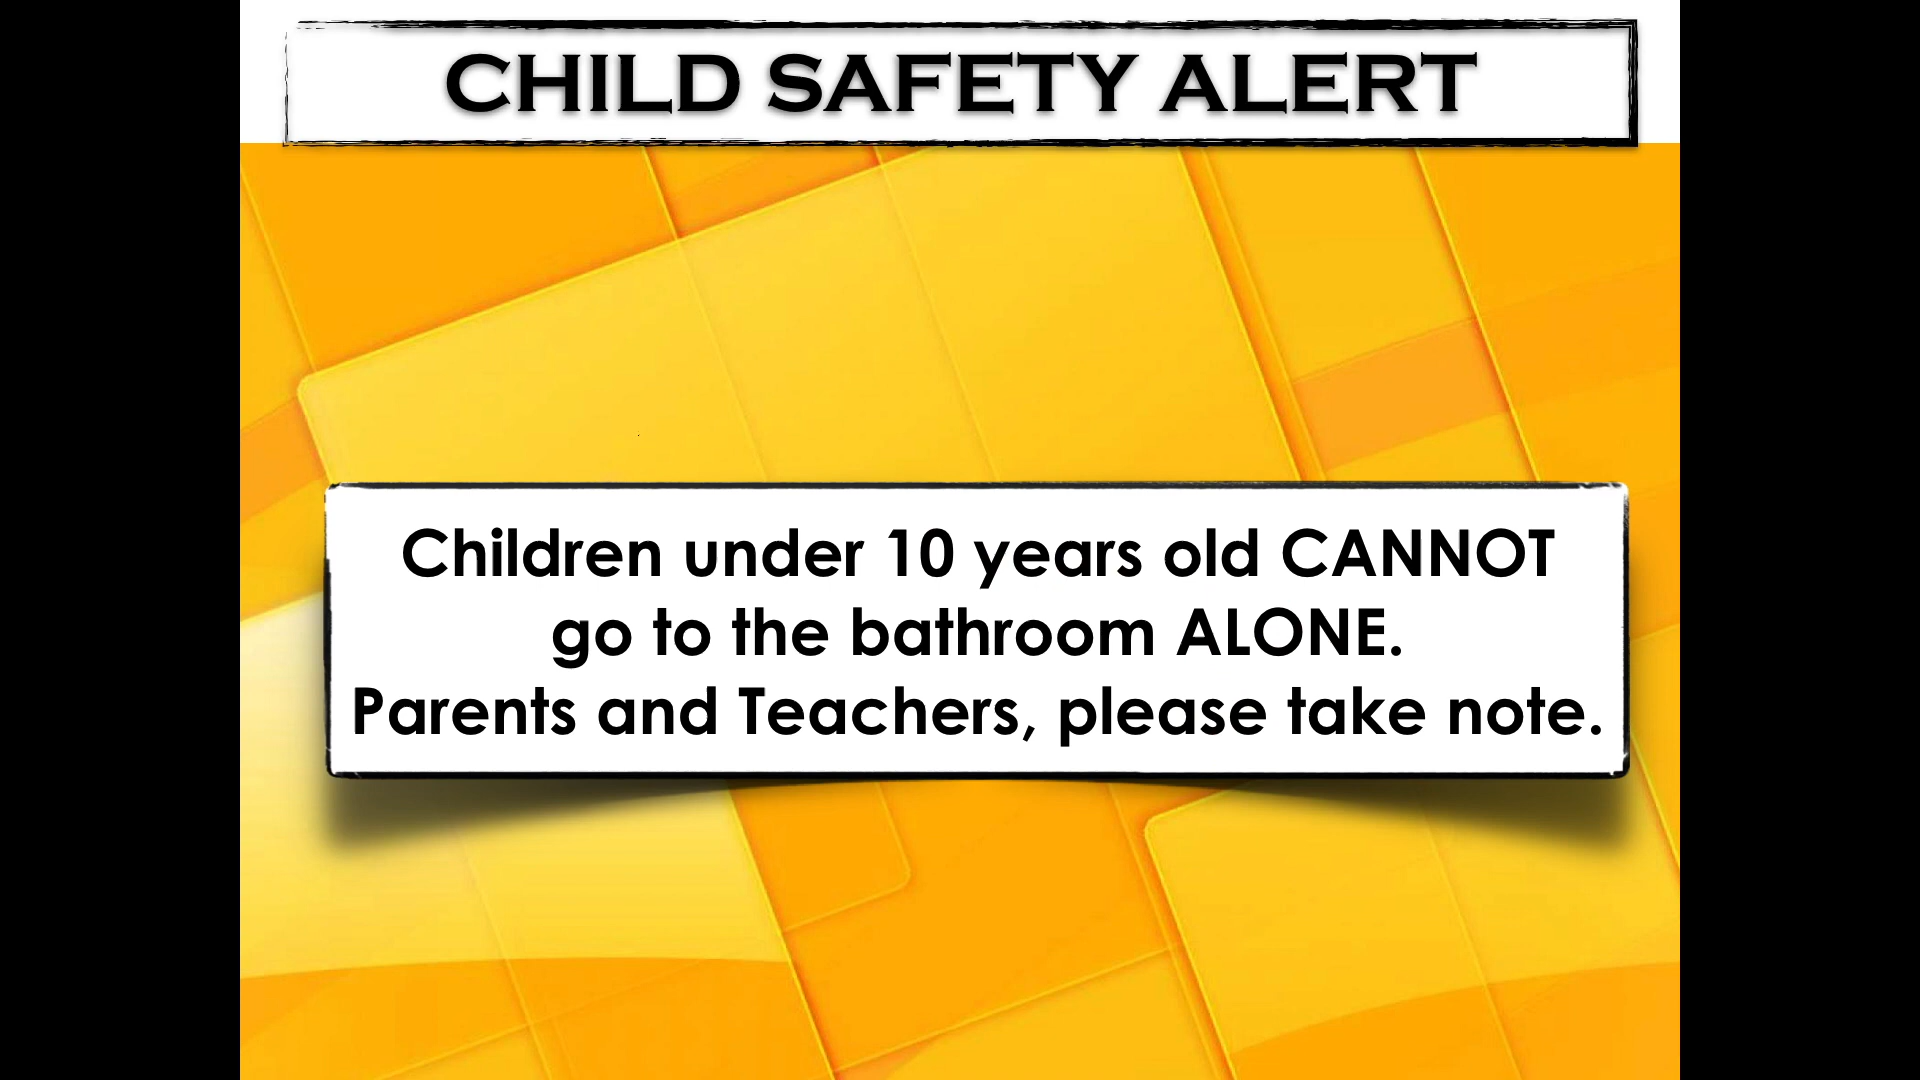 CHILD SAFETY ALERT
Children under 10 years old CANNOT
go to the bathroom ALONE.
Parents and Teachers, please take note.